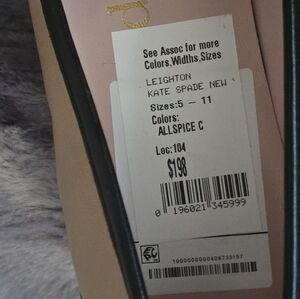 See Assoc for more
Colors,Widths,Sizes
LEIGHTON
KATE SPADE NEW
Sizes:5 - 11
Colors:
ALLSPICE C
Loc:104
$198
0 196021 345999